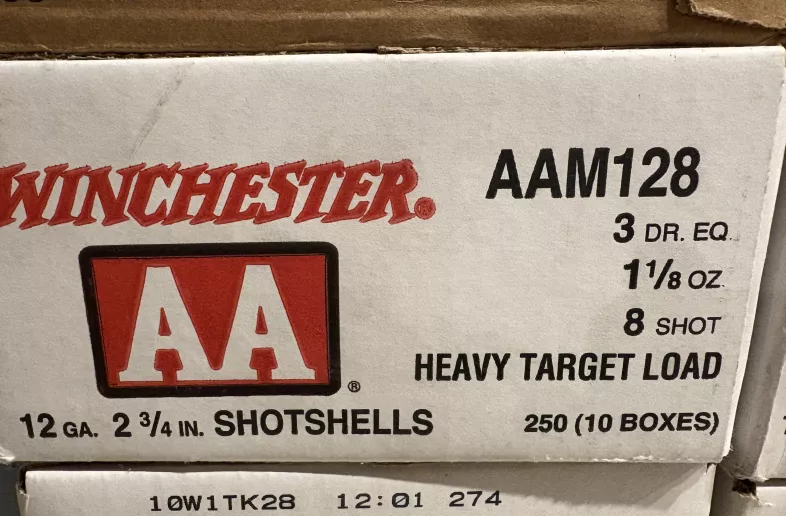 WINCHESTER®
AAM128
3 DR. EQ.
1 1/8 OZ.
8 SHOT
AA®
HEAVY TARGET LOAD
12 GA. 2 3/4 IN. SHOTSHELLS
250 (10 BOXES)
10W1TK28 12:01 274